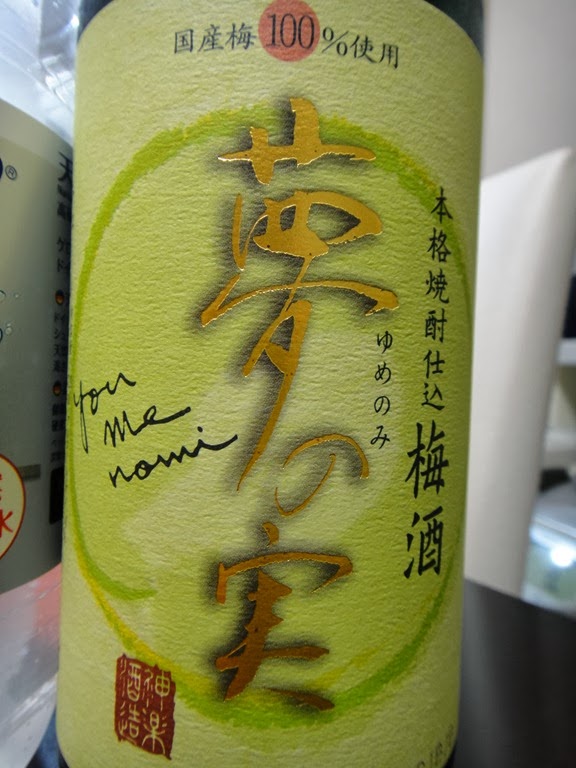 国産梅100%使用
夢の実
ゆめのみ
本格焼酎仕込
梅酒
you
me
nomi
神楽
酒造